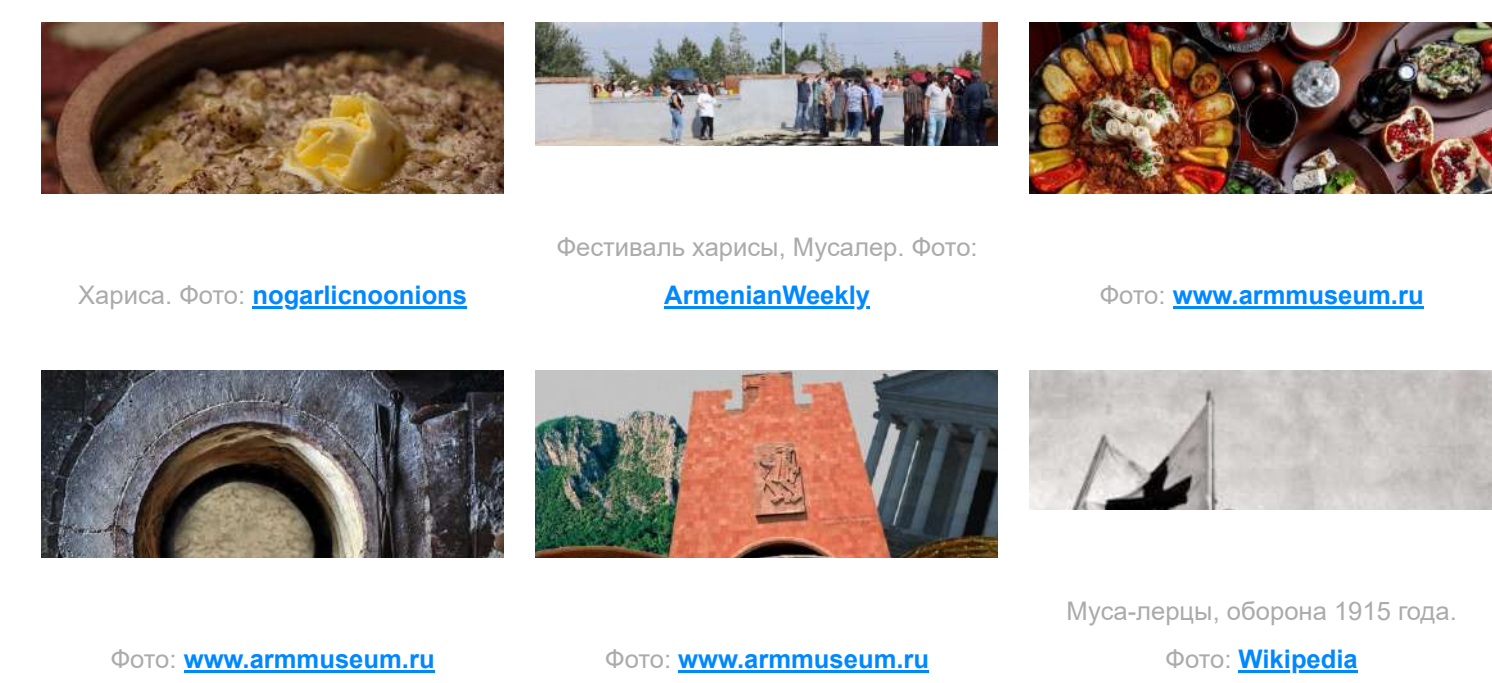 Хариса. Фото: nogarlicnoonions
Фестиваль харисы, Мусалер. Фото:
ArmenianWeekly
Фото: www.armmuseum.ru
Фото: www.armmuseum.ru
Фото: www.armmuseum.ru
Муса-лерцы, оборона 1915 года.
Фото: Wikipedia